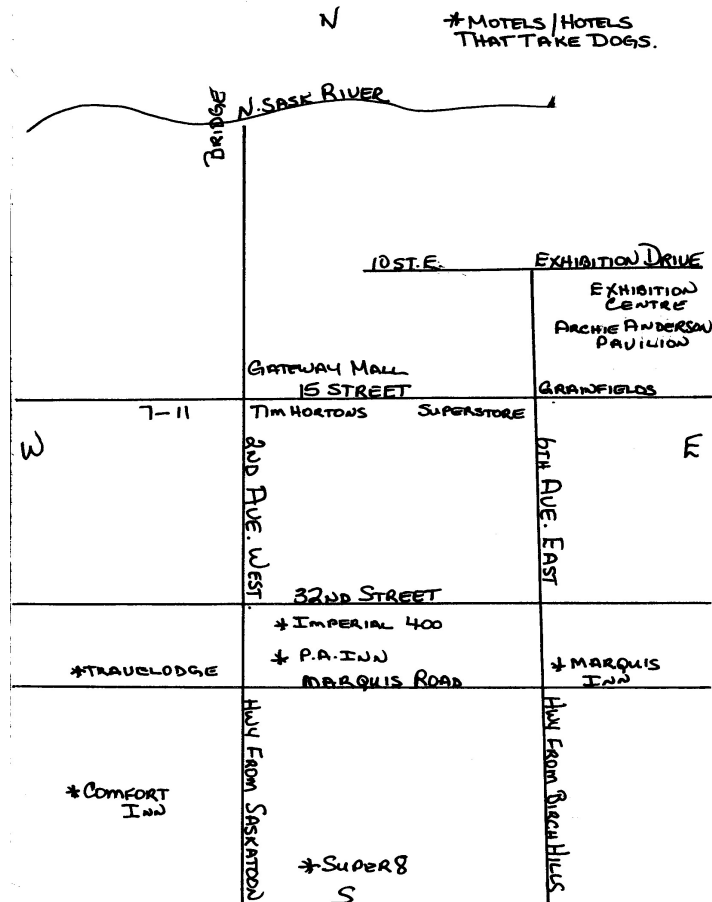 N
*MOTELS/HOTELS
THAT TAKE DOGS.
BRIDGE
N. SASK RIVER
10 ST. E.
EXHIBITION DRIVE
EXHIBITION
CENTRE
ARCHIE ANDERSON
PAVILION
GATEWAY MALL
15 STREET
GRAINFIELDS
7-11
TIM HORTONS
SUPERSTORE
W
E
2ND AVE. WEST.
6TH AVE. EAST
32ND STREET
*IMPERIAL 400
*TRAVELODGE
* P.A. INN
*MARQUIS
INN
MARQUIS ROAD
HWY FROM SASKATOON
HWY FROM BIRCH HILLS
*COMFORT
INN
*SUPER 8
S